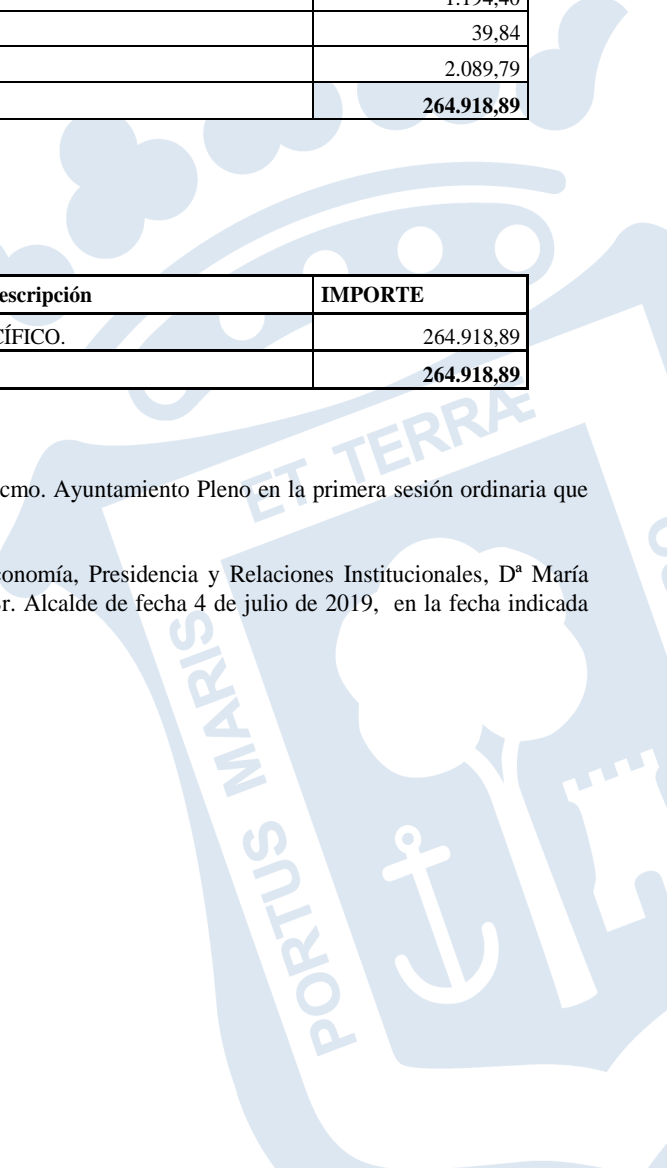 39,84
2.089,79
264.918,89
escripción IMPORTE
CÍFICO. 264.918,89
264.918,89
cmo. Ayuntamiento Pleno en la primera sesión ordinaria que
conomía, Presidencia y Relaciones Institucionales, Dª María
r. Alcalde de fecha 4 de julio de 2019, en la fecha indicada
ET TERRÆ
PORTUS MARIS